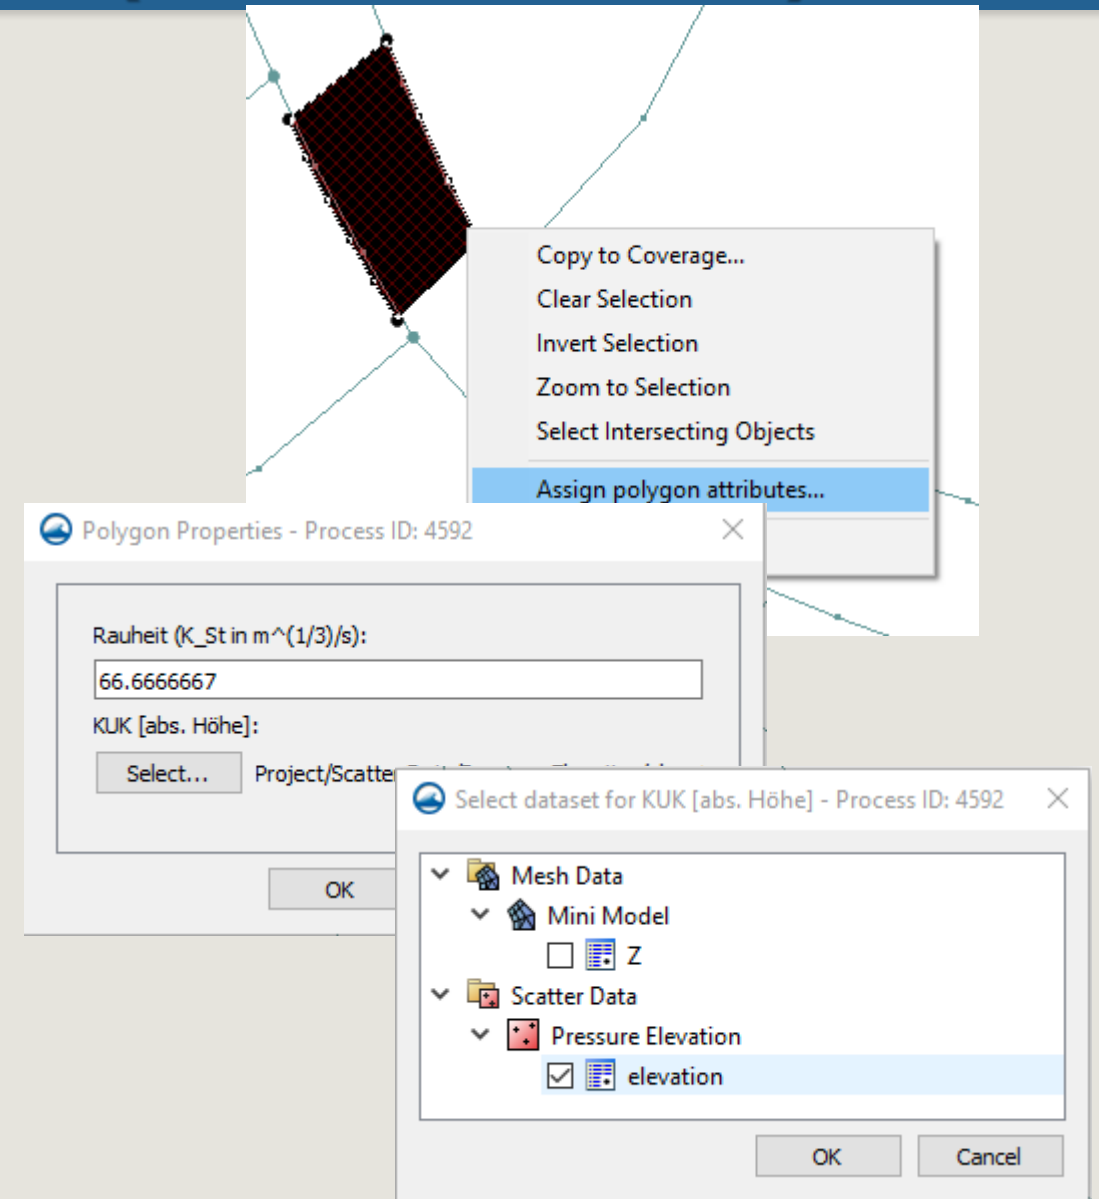 Copy to Coverage...
Clear Selection
Invert Selection
Zoom to Selection
Select Intersecting Objects
Assign polygon attributes...
Polygon Properties - Process ID: 4592
Rauheit (K_St in m^(1/3)/s):
66.6666667
KUK [abs. Höhe]:
Select... Project/Scatter
OK
Select dataset for KUK [abs. Höhe] - Process ID: 4592
Mesh Data
Mini Model
Z
Scatter Data
Pressure Elevation
elevation
OK Cancel